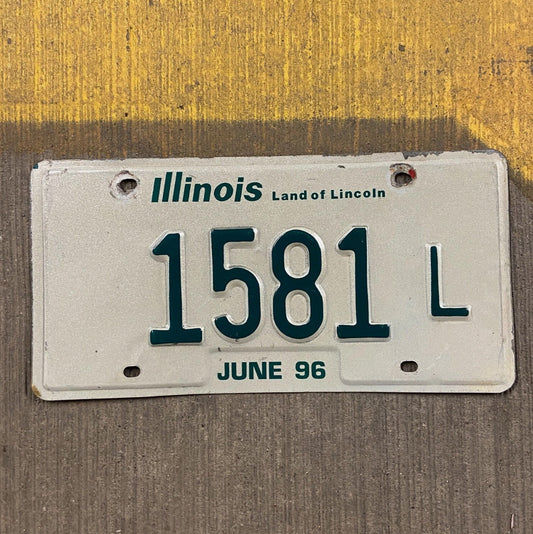 Illinois Land of Lincoln
1581 L
JUNE 96